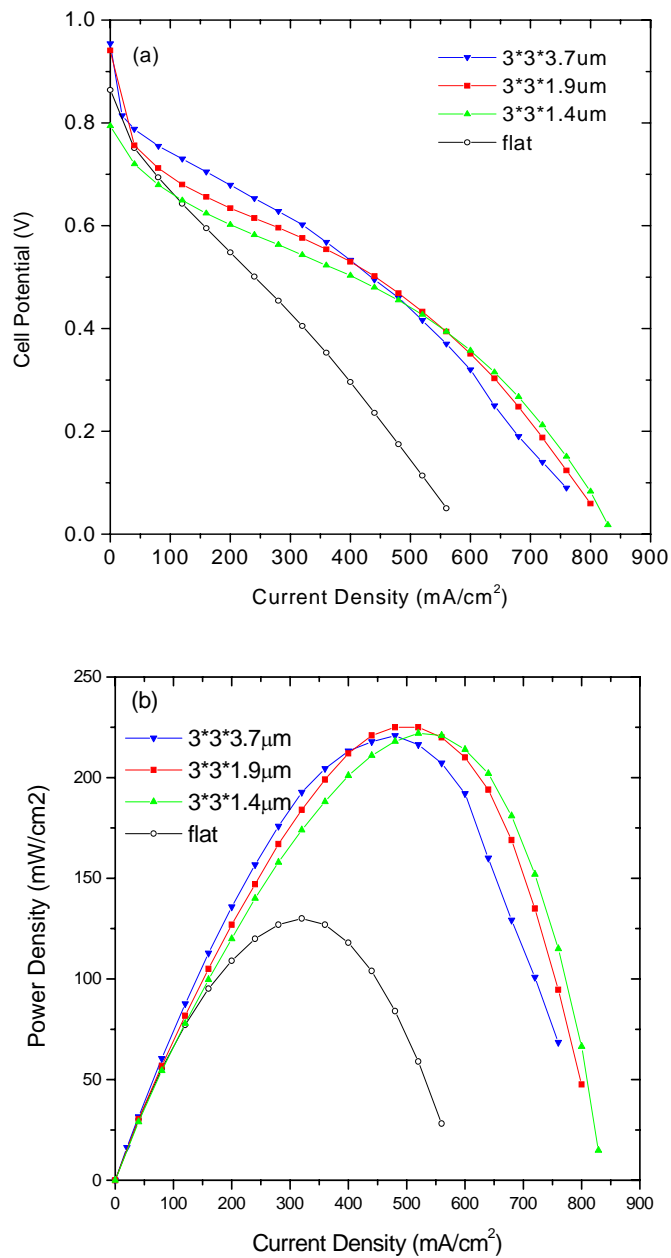 (a)
3*3*3.7um
3*3*1.9um
3*3*1.4um
flat
1.0
0.8
0.6
0.4
0.2
0.0
Cell Potential (V)
0 100 200 300 400 500 600 700 800 900
Current Density (mA/cm²)
(b)
3*3*3.7μm
3*3*1.9μm
3*3*1.4μm
flat
250
200
150
100
50
0
Power Density (mW/cm2)
0 100 200 300 400 500 600 700 800 900
Current Density (mA/cm²)